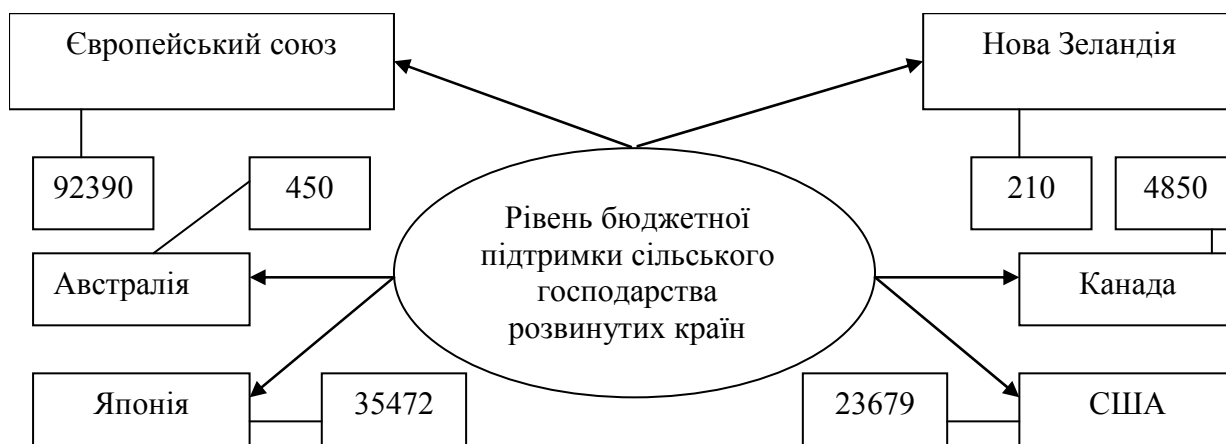 Європейський союз
Нова Зеландія
92390
450
210
4850
Рівень бюджетної
підтримки сільського
господарства
розвинутих країн
Австралія
Канада
Японія
35472
23679
США